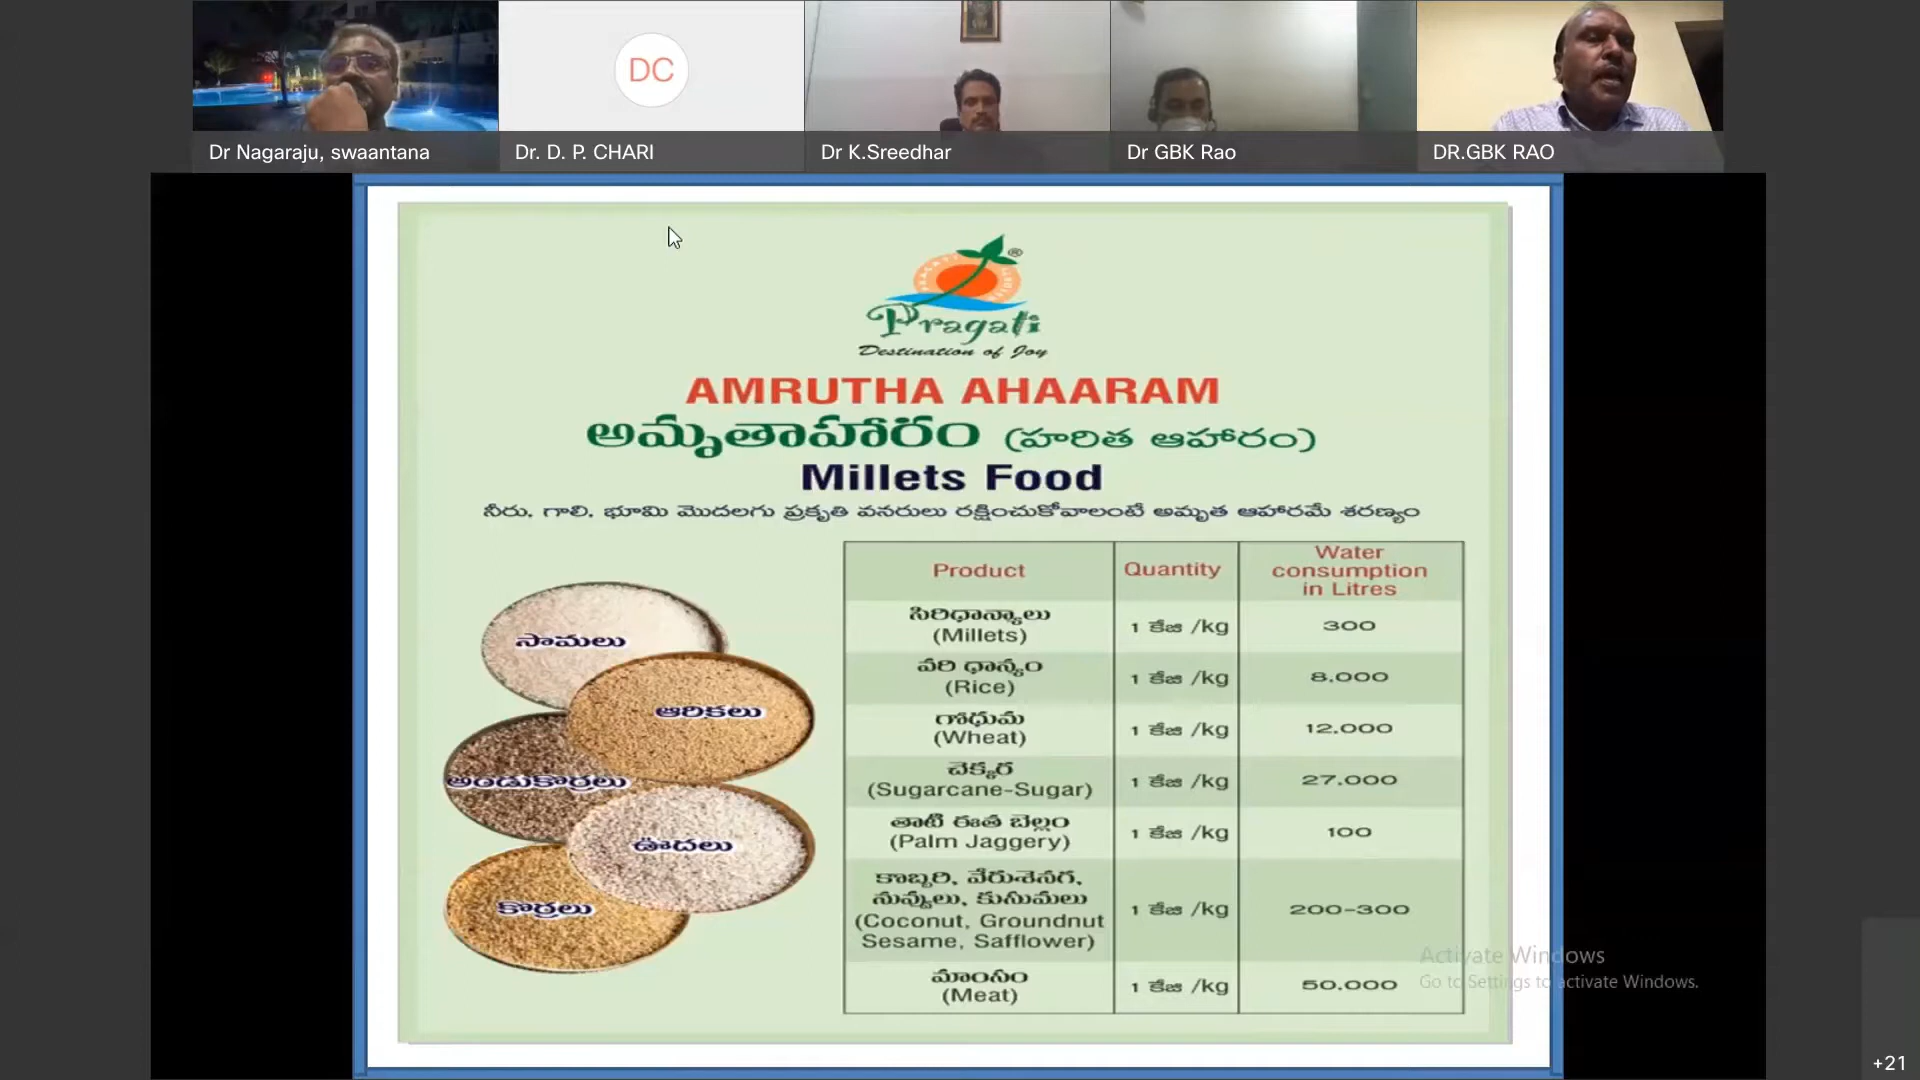 Dr Nagaraju, swaantana
DC
Dr. D. P. CHARI
Dr K.Sreedhar
Dr GBK Rao
DR.GBK RAO
Pragati
®
Destination of Joy
AMRUTHA AHAARAM
అమృతాహారం (హరిత ఆహారం)
Millets Food
నీరు, గాలి, భూమి మొదలగు ప్రకృతి వనరులు రక్షించుకోవాలంటే అమృత ఆహారమే శరణ్యం
సామలు
ఆరికలు
అండుకొర్రలు
ఊదలు
కొర్రలు
Product Quantity Water consumption in Litres
సిరిధాన్యాలు
(Millets) 1 కేజి /kg 300
వరి ధాన్యం
(Rice) 1 కేజి /kg 8.000
గోధుమ
(Wheat) 1 కేజి /kg 12.000
చెక్కర
(Sugarcane-Sugar) 1 కేజి /kg 27.000
తాటి ఈత బెల్లం
(Palm Jaggery) 1 కేజి /kg 100
కొబ్బరి, వేరుశెనగ,
నువ్వులు, కుసుమలు
(Coconut, Groundnut
Sesame, Safflower) 1 కేజి /kg 200-300
మాంసం
(Meat) 1 కేజి /kg 50.000
Activate Windows
Go to Settings to activate Windows.
+21